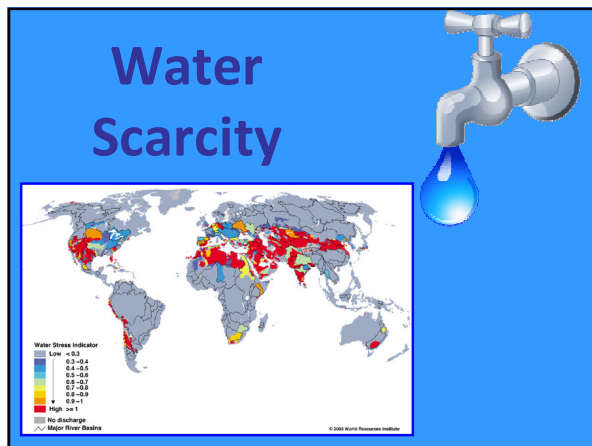 Water
Scarcity
Water Stress Indicator
Low < 0.3
0.3 – 0.4
0.4 – 0.5
0.5 – 0.6
0.6 – 0.7
0.7 – 0.8
0.8 – 0.9
0.9 – 1
High >= 1
No discharge
Major River Basins
© 2003 World Resources Institute